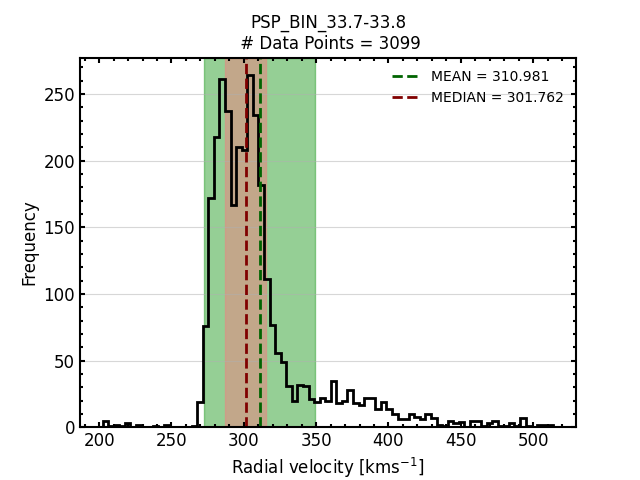 PSP_BIN_33.7-33.8
# Data Points = 3099
MEAN = 310.981
MEDIAN = 301.762
Frequency
250
200
150
100
50
0
200 250 300 350 400 450 500
Radial velocity [kms⁻¹]